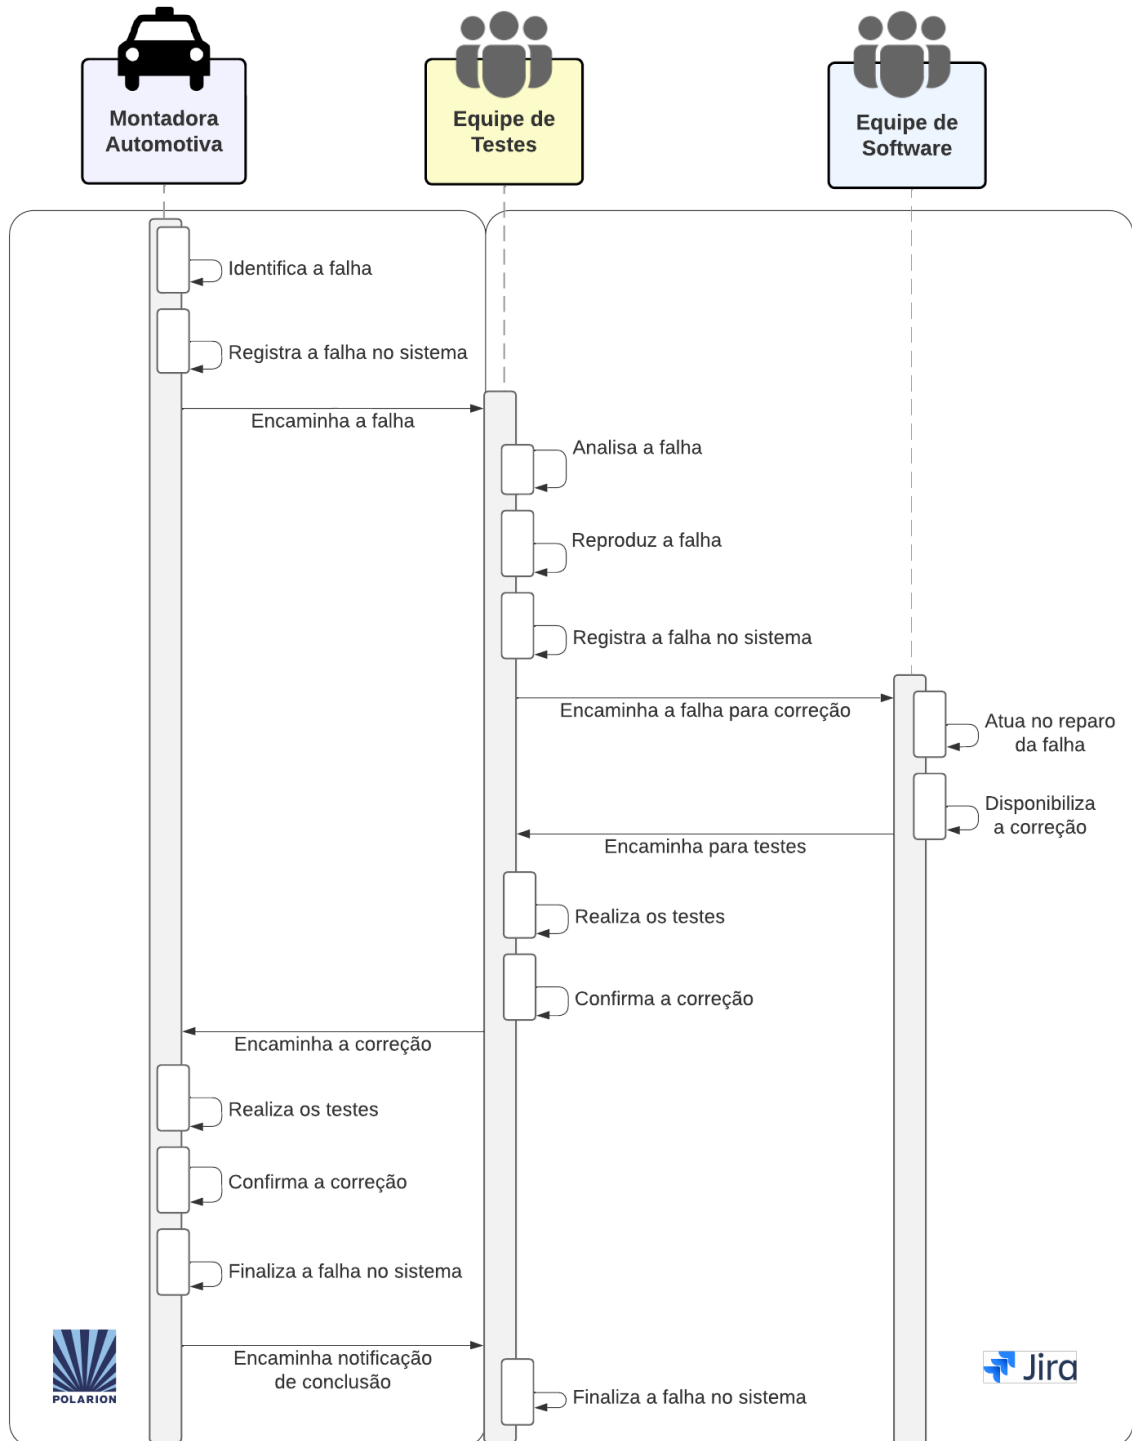 Montadora
Automotiva
Equipe de
Testes
Equipe de
Software
Identifica a falha
Registra a falha no sistema
Encaminha a falha
Analisa a falha
Reproduz a falha
Registra a falha no sistema
Encaminha a falha para correção
Atua no reparo
da falha
Disponibiliza
a correção
Encaminha para testes
Realiza os testes
Confirma a correção
Encaminha a correção
Realiza os testes
Confirma a correção
Finaliza a falha no sistema
Encaminha notificação
de conclusão
Finaliza a falha no sistema
POLARION
Jira